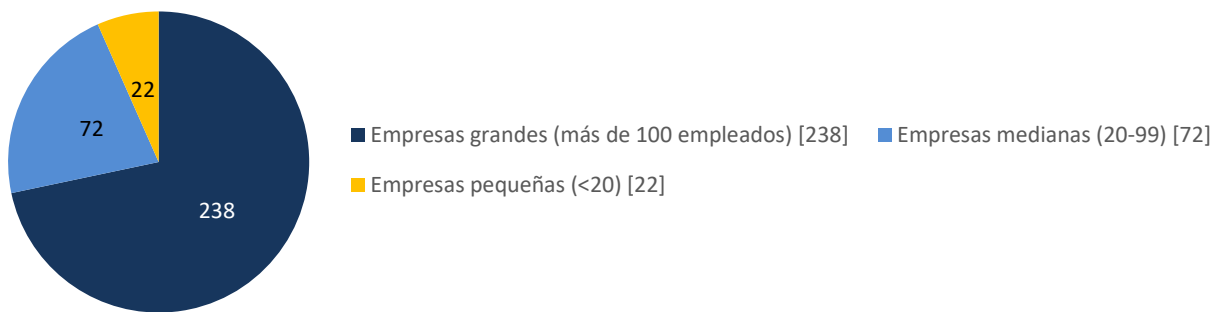 22
72
238
Empresas grandes (más de 100 empleados) [238]
Empresas medianas (20-99) [72]
Empresas pequeñas (<20) [22]